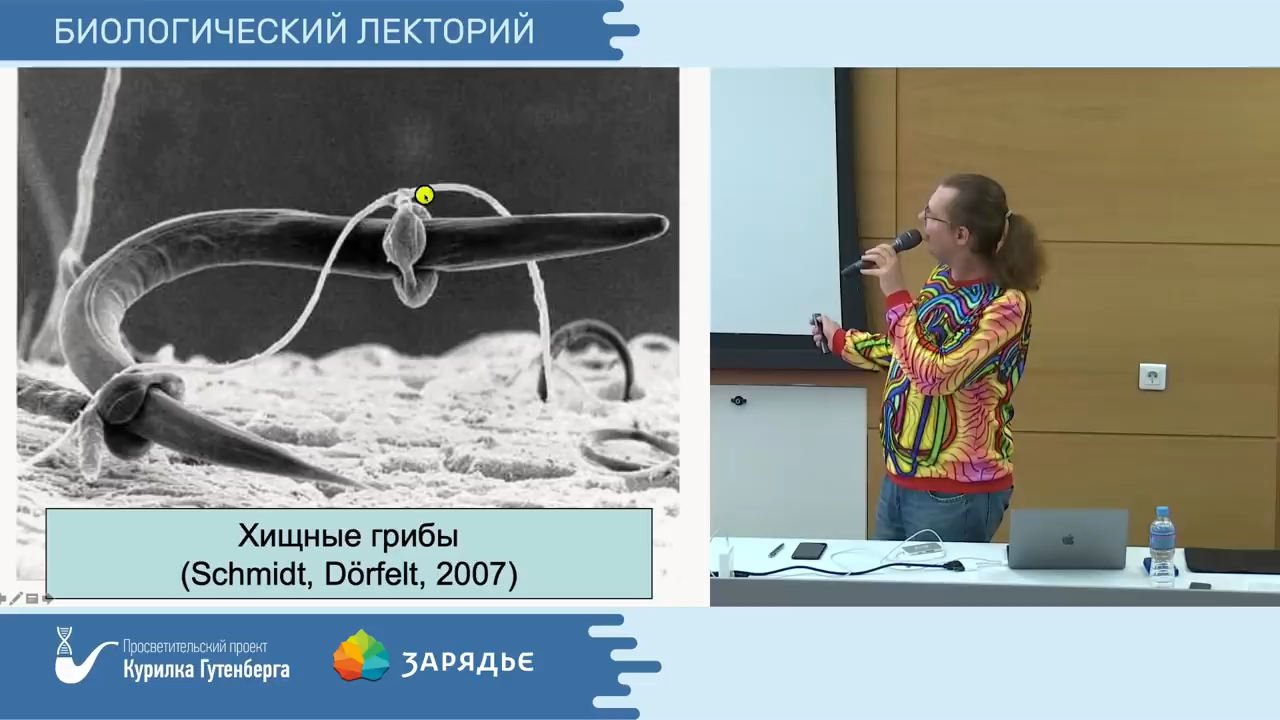 БИОЛОГИЧЕСКИЙ ЛЕКТОРИЙ
Хищные грибы
(Schmidt, Dörfelt, 2007)
Просветительский проект
Курилка Гутенберга
ЗАРЯДЬЕ